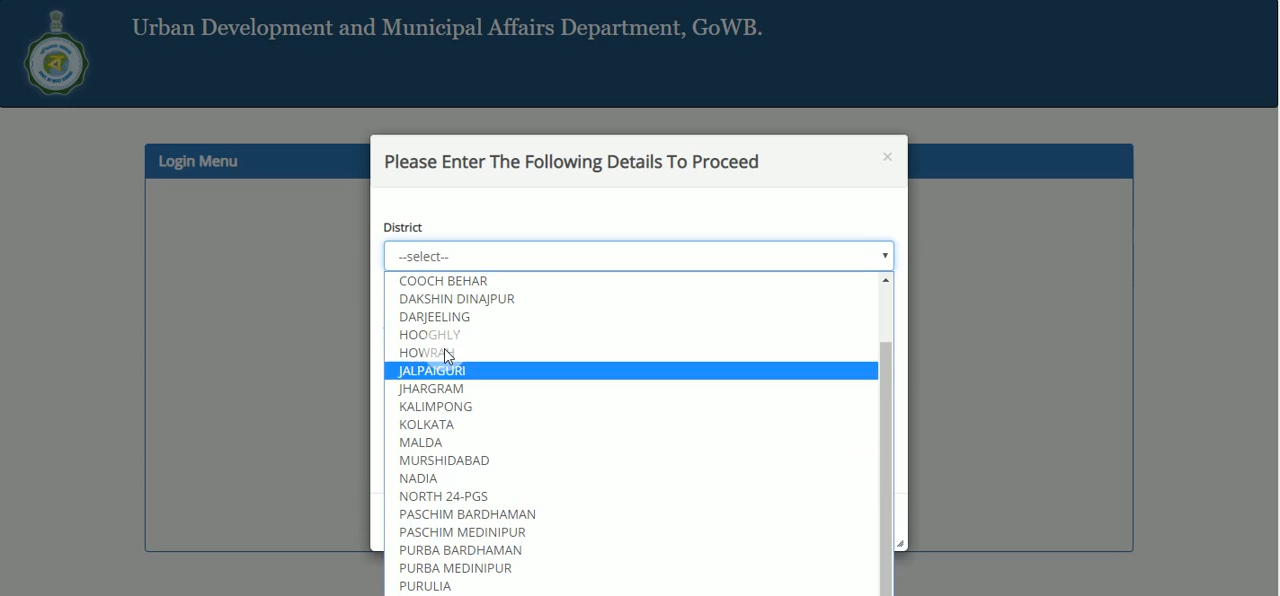 Urban Development and Municipal Affairs Department, GoWB.
Login Menu
Please Enter The Following Details To Proceed
×
District
--select--
COOCH BEHAR
DAKSHIN DINAJPUR
DARJEELING
HOOGHLY
HOWRAH
JALPAIGURI
JHARGRAM
KALIMPONG
KOLKATA
MALDA
MURSHIDABAD
NADIA
NORTH 24-PGS
PASCHIM BARDHAMAN
PASCHIM MEDINIPUR
PURBA BARDHAMAN
PURBA MEDINIPUR
PURULIA